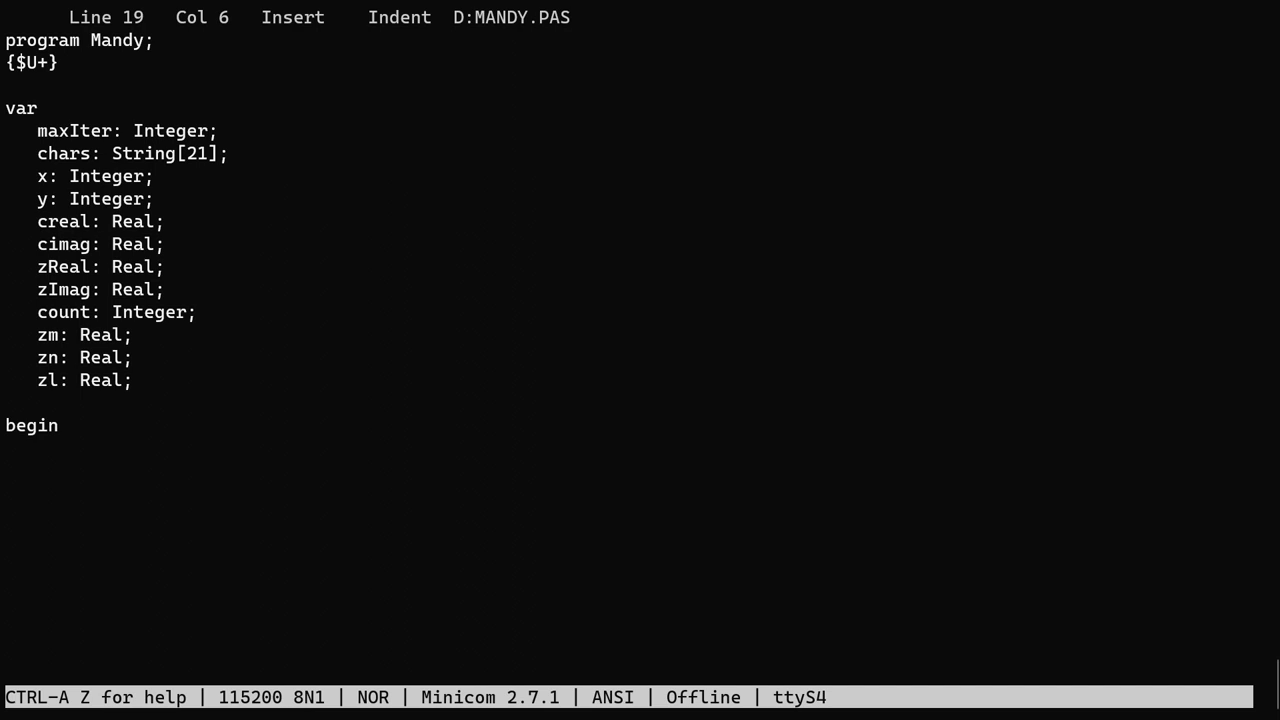 Line 19   Col 6   Insert    Indent  D:MANDY.PAS
program Mandy;
{$U+}
var
   maxIter: Integer;
   chars: String[21];
   x: Integer;
   y: Integer;
   creal: Real;
   cimag: Real;
   zReal: Real;
   zImag: Real;
   count: Integer;
   zm: Real;
   zn: Real;
   zl: Real;
begin
CTRL-A Z for help | 115200 8N1 | NOR | Minicom 2.7.1 | ANSI | Offline | ttyS4